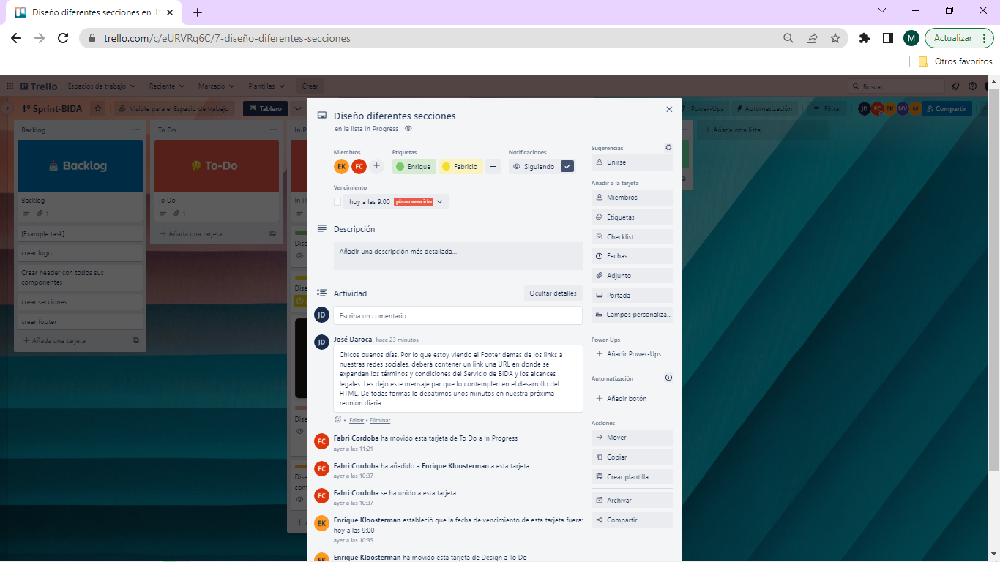 Diseño diferentes secciones en 1º
trello.com/c/eURVRq6C/7-diseño-diferentes-secciones
M
Actualizar
Otros favoritos
Trello
Espacios de trabajo
Reciente
Marcado
Plantillas
Crear
Buscar
1º Sprint-BIDA
Visible para el Espacio de trabajo
Tablero
Power-Ups
Automatización
Filtrar
JD
FC
EK
MV
M
Compartir
Backlog
Backlog
Backlog
1
[Example task]
crear logo
Crear header con todos sus
componentes
crear secciones
crear footer
Añada una tarjeta
To Do
To-Do
To Do
1
Añada una tarjeta
In P
In P
Dise
Dise
Dise
Dise
con
Añada otra lista
Diseño diferentes secciones
en la lista In Progress
Miembros
EK
FC
Etiquetas
Enrique
Fabricio
Notificaciones
Siguiendo
Vencimiento
hoy a las 9:00 plazo vencido
Descripción
Añadir una descripción más detallada...
Actividad
Ocultar detalles
JD
Escriba un comentario...
JD
José Daroca hace 23 minutos
Chicos buenos días. Por lo que estoy viendo el Footer demas de los links a
nuestras redes sociales, deberá contener un link una URL en donde se
expandan los términos y condiciones del Servicio de BIDA y los alcances
legales. Les dejo este mensaje par que lo contemplen en el desarrollo del
HTML. De todas formas lo debatimos unos minutos en nuestra próxima
reunión diaria.
• Editar • Eliminar
FC
Fabri Cordoba ha movido esta tarjeta de To Do a In Progress
ayer a las 11:21
FC
Fabri Cordoba ha añadido a Enrique Kloosterman a esta tarjeta
ayer a las 10:37
FC
Fabri Cordoba se ha unido a esta tarjeta
ayer a las 10:37
EK
Enrique Kloosterman estableció que la fecha de vencimiento de esta tarjeta fuera:
hoy a las 9:00
ayer a las 10:35
EK
Enrique Kloosterman ha movido esta tarjeta de Design a To Do
Sugerencias
Unirse
Añadir a la tarjeta
Miembros
Etiquetas
Checklist
Fechas
Adjunto
Portada
Campos personaliza...
Power-Ups
Añadir Power-Ups
Automatización
Añadir botón
Acciones
Mover
Copiar
Crear plantilla
Archivar
Compartir